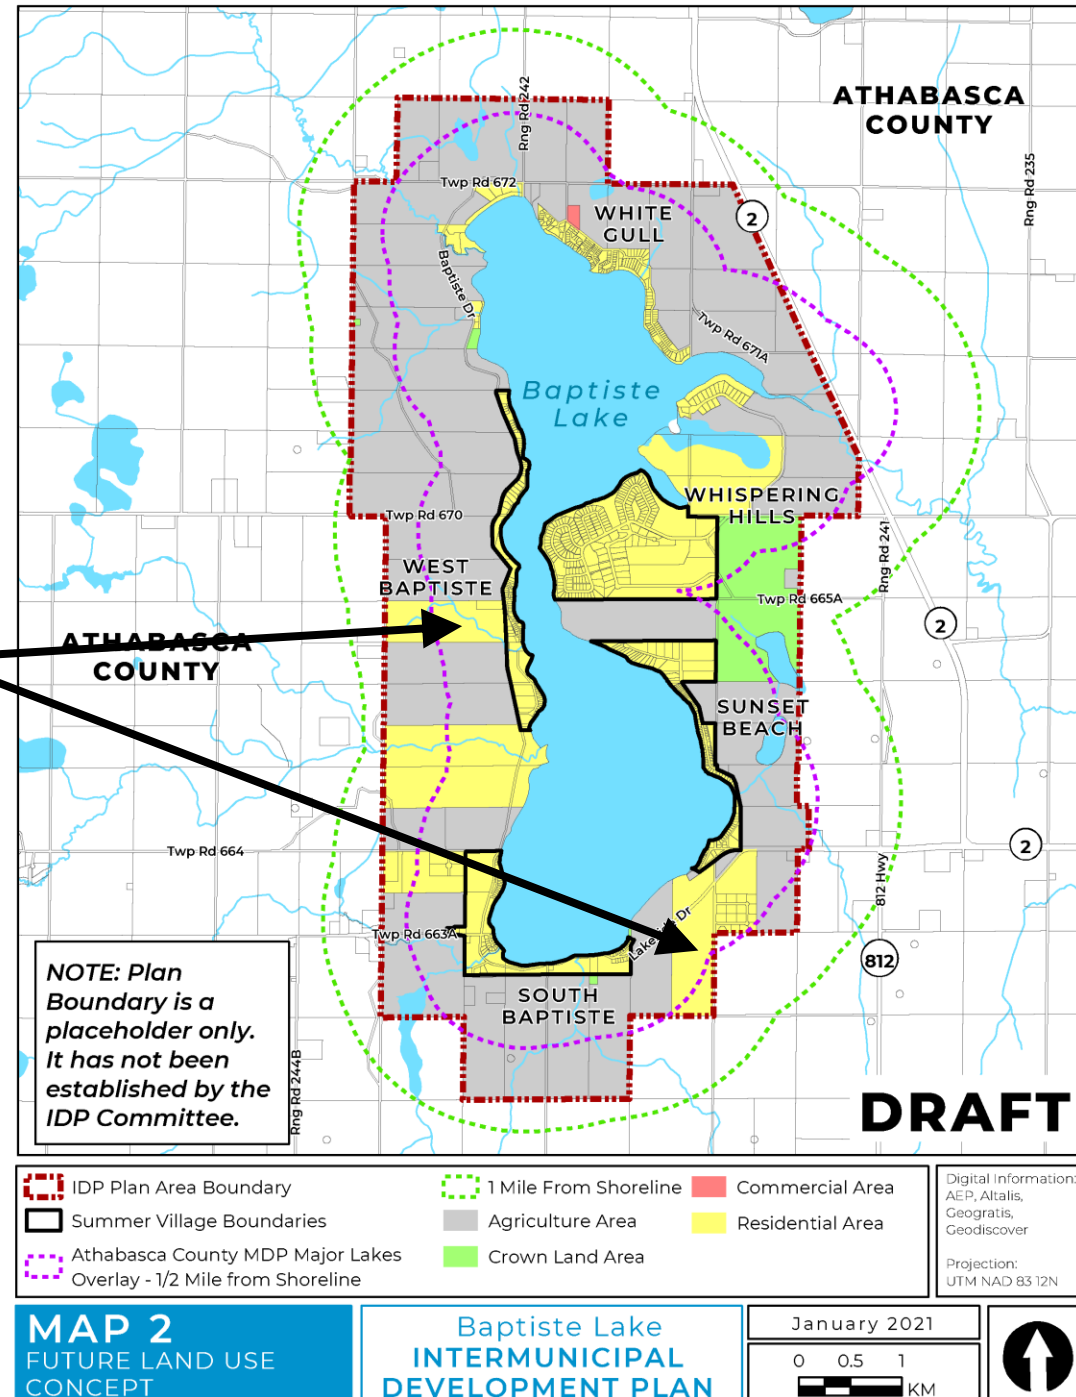 ATHABASCA
COUNTY
Rng Rd 242
Rng Rd 235
Twp Rd 672
WHITE
GULL
2
Baptiste Dr
Twp Rd 671A
Baptiste
Lake
WHISPERING
HILLS
Twp Rd 670
Rng Rd 241
WEST
BAPTISTE
Twp Rd 665A
2
ATHABASCA
COUNTY
SUNSET
BEACH
Twp Rd 664
2
812 Hwy
Twp Rd 663A
Dr
812
SOUTH
BAPTISTE
Rng Rd 244B
NOTE: Plan
Boundary is a
placeholder only.
It has not been
established by the
IDP Committee.
DRAFT
IDP Plan Area Boundary
Summer Village Boundaries
Athabasca County MDP Major Lakes
Overlay - 1/2 Mile from Shoreline
1 Mile From Shoreline
Agriculture Area
Crown Land Area
Commercial Area
Residential Area
Digital Information:
AEP, Altalis,
Geogratis,
Geodiscover
Projection:
UTM NAD 83 12N
MAP 2
FUTURE LAND USE
CONCEPT
Baptiste Lake
INTERMUNICIPAL
DEVELOPMENT PLAN
January 2021
0 0.5 1
KM